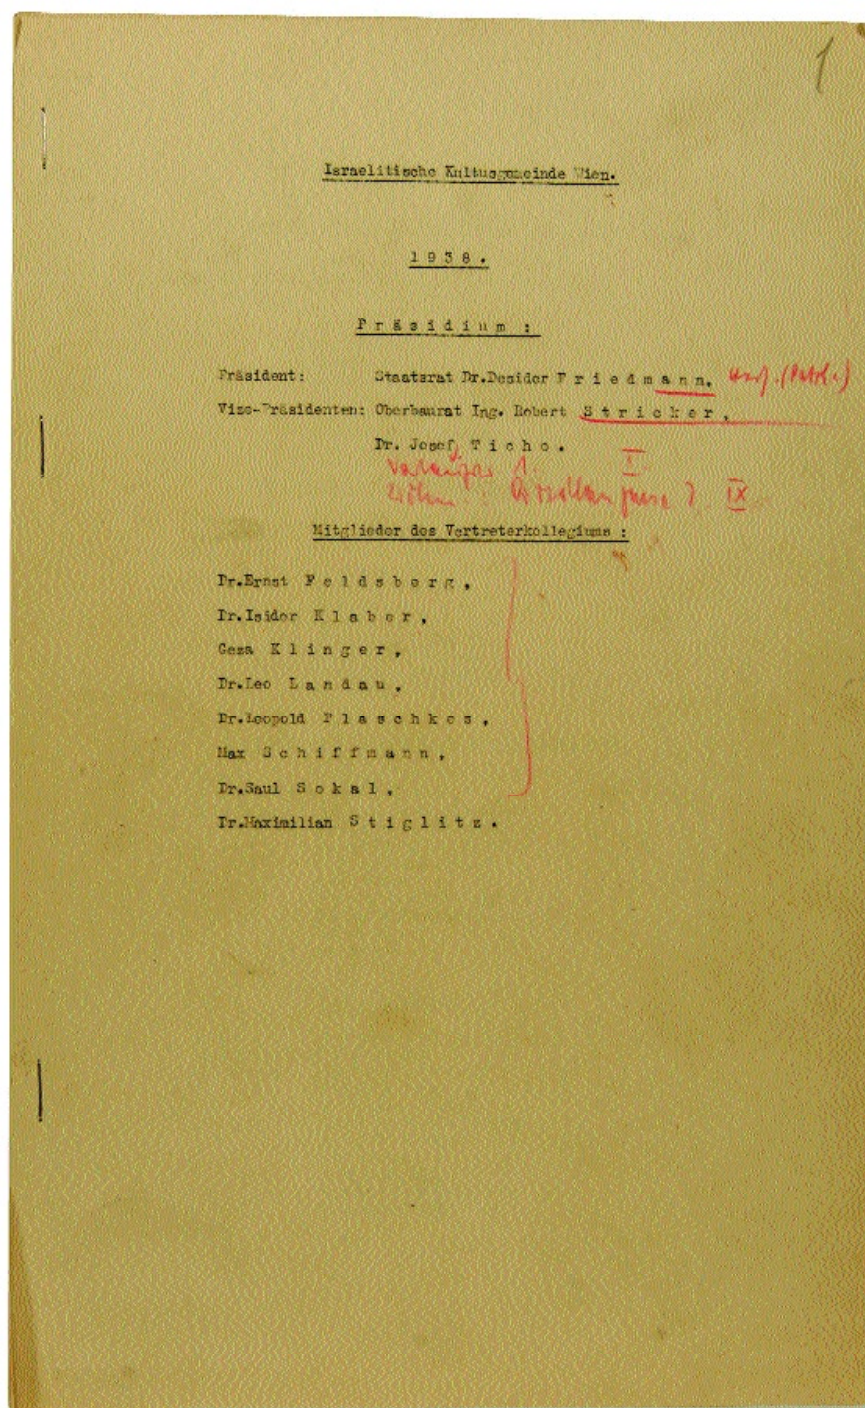 1
Israelitische Kultusgemeinde Wien.
1 9 3 8 .
P r ä s i d i u m :
Präsident: Staatsrat Dr.Desider F r i e d m a n n.
Vize-Präsidenten: Oberbaurat Ing. Robert S t r i c k e r ,
Dr. Josef T i c h o .
I
IX
Mitglieder des Vertreterkollegiums :
Dr.Ernst F e l d s b e r g ,
Dr.Isidor K l a b e r ,
Geza K l i n g e r ,
Dr.Leo L a n d a u ,
Dr.Leopold P l a s c h k e s ,
Max S c h i f f m a n n ,
Dr.Saul S o k a l ,
Dr.Maximilian S t i g l i t z .